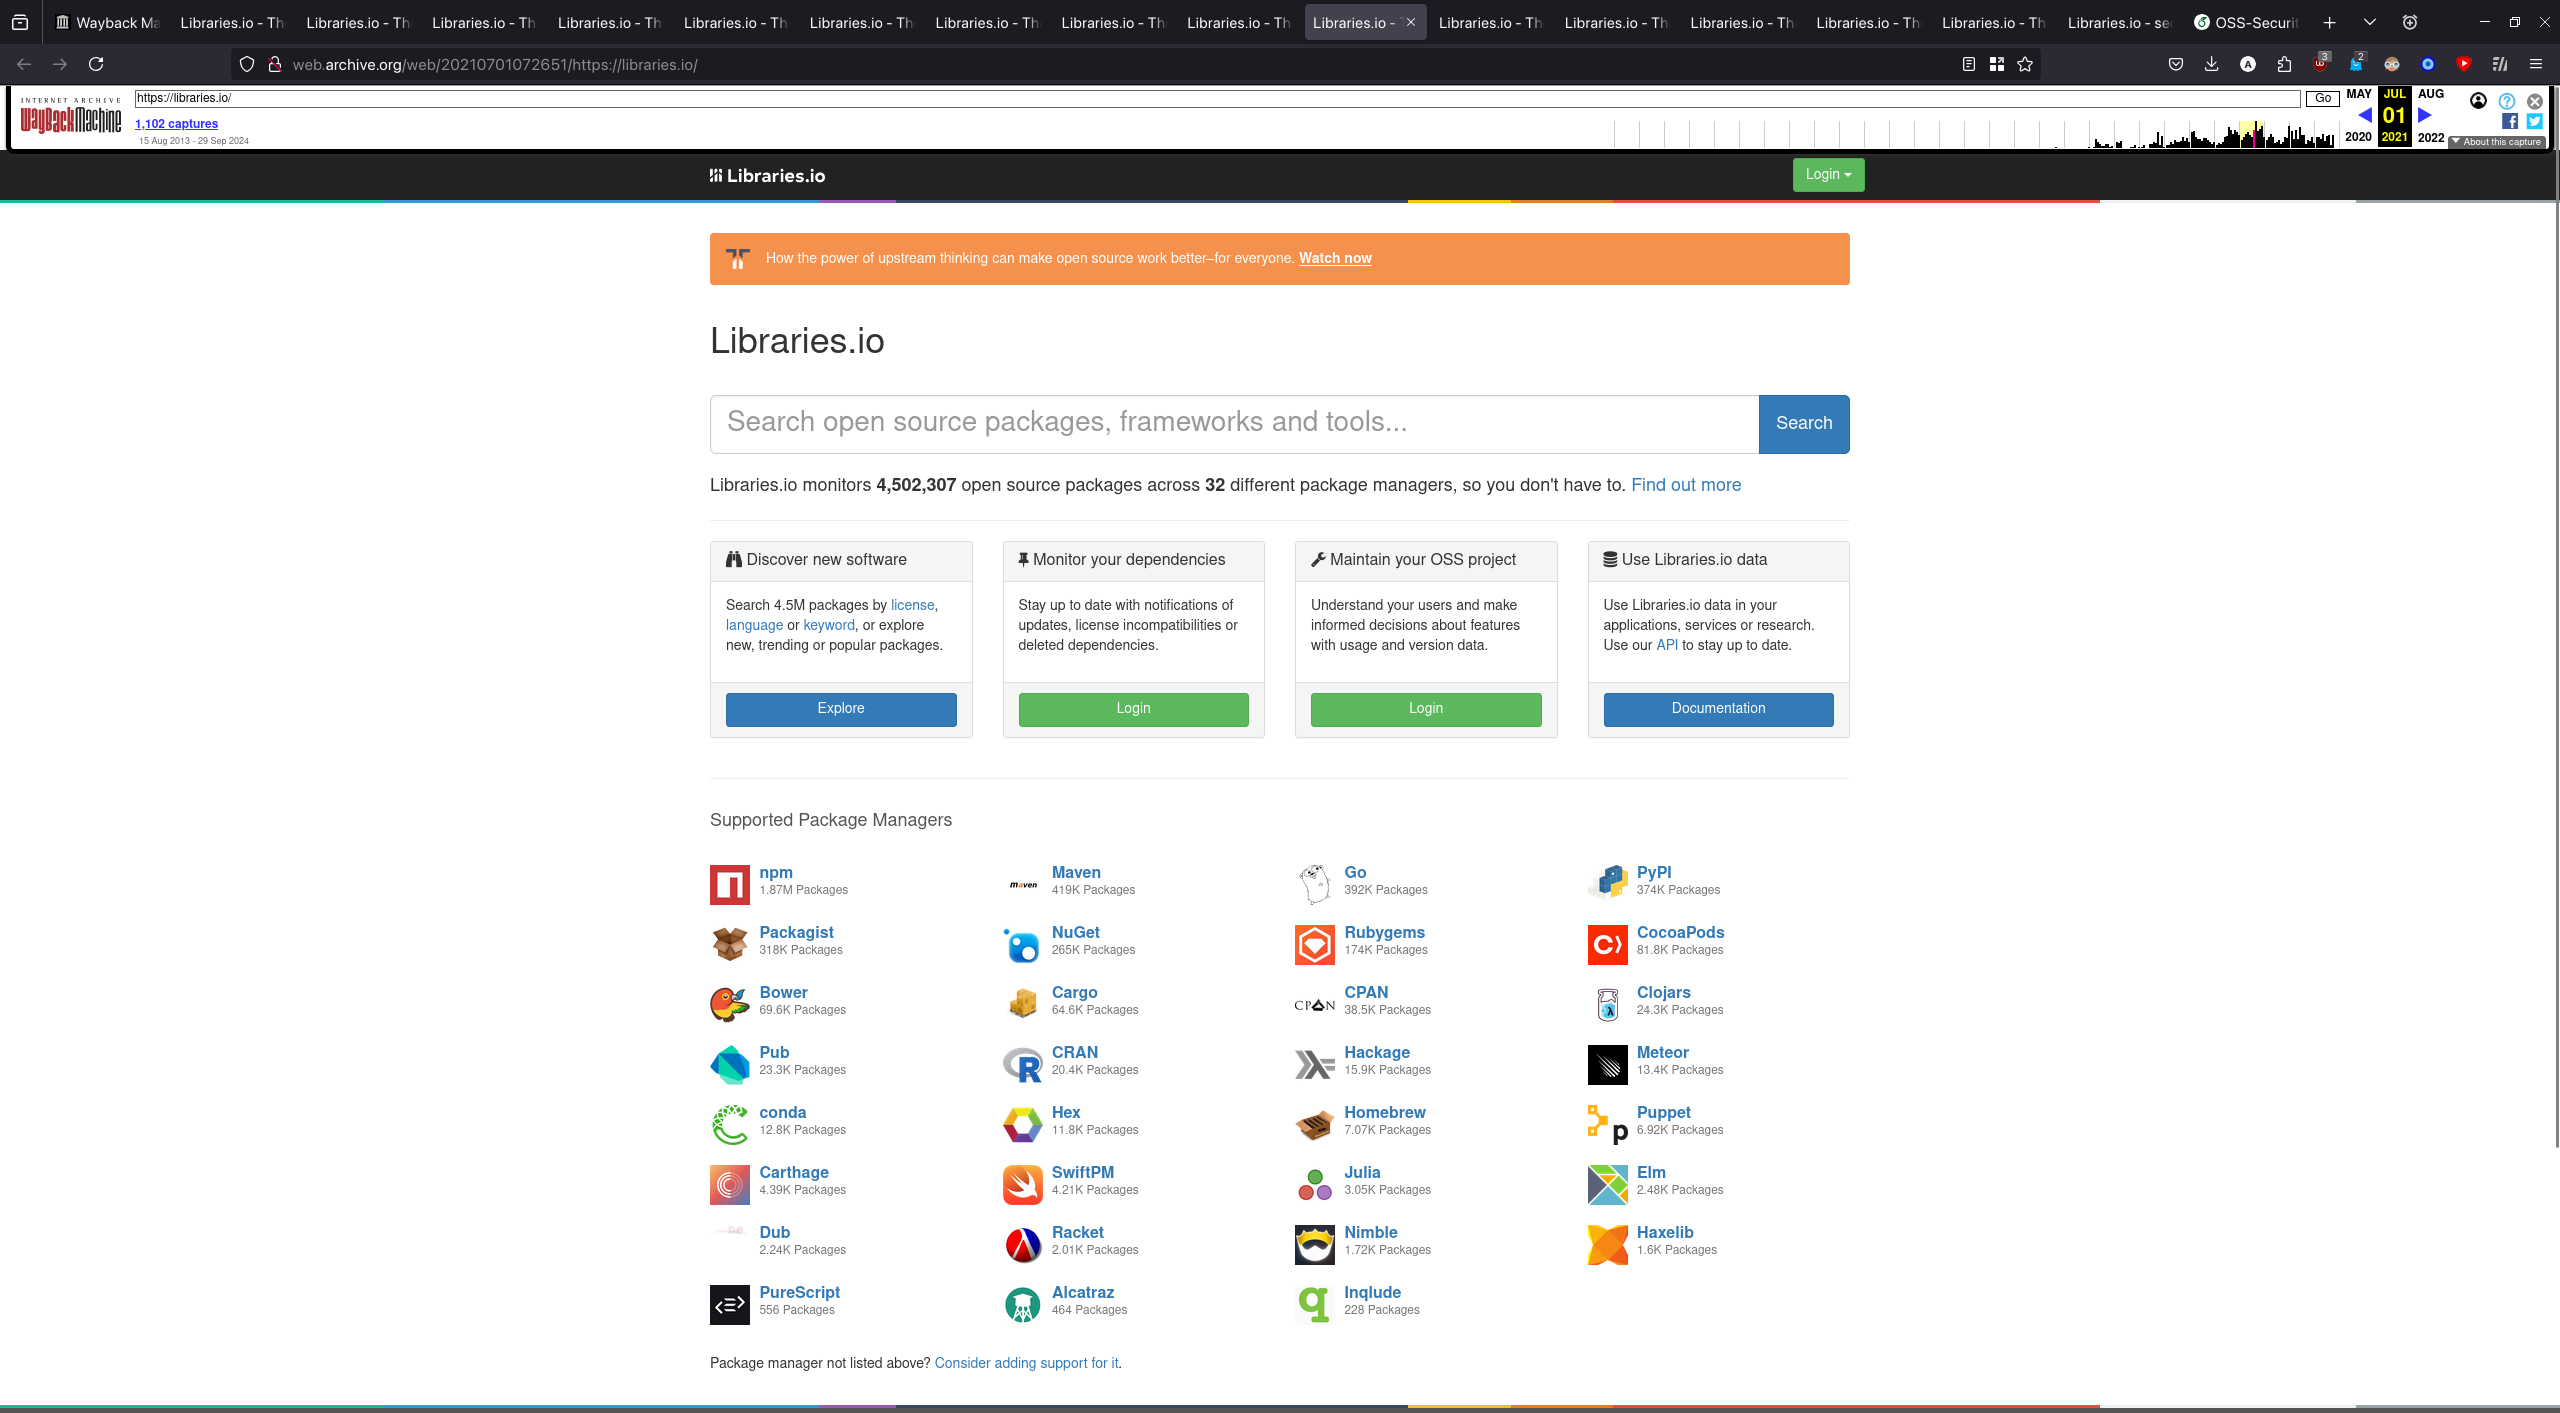 Wayback Ma
Libraries.io - Th
Libraries.io - Th
Libraries.io - Th
Libraries.io - Th
Libraries.io - Th
Libraries.io - Th
Libraries.io - Th
Libraries.io - Th
Libraries.io - Th
Libraries.io - T
Libraries.io - Th
Libraries.io - Th
Libraries.io - Th
Libraries.io - Th
Libraries.io - Th
Libraries.io - se
OSS-Securit
web.archive.org/web/20210701072651/https://libraries.io/
3
2
INTERNET ARCHIVE
WayBackMachine
https://libraries.io/
Go
1,102 captures
15 Aug 2013 - 29 Sep 2024
MAY JUL AUG
01
2020 2021 2022
About this capture
Libraries.io
Login
How the power of upstream thinking can make open source work better–for everyone. Watch now
Libraries.io
Search open source packages, frameworks and tools...
Search
Libraries.io monitors 4,502,307 open source packages across 32 different package managers, so you don't have to. Find out more
Discover new software
Search 4.5M packages by license,
language or keyword, or explore
new, trending or popular packages.
Explore
Monitor your dependencies
Stay up to date with notifications of
updates, license incompatibilities or
deleted dependencies.
Login
Maintain your OSS project
Understand your users and make
informed decisions about features
with usage and version data.
Login
Use Libraries.io data
Use Libraries.io data in your
applications, services or research.
Use our API to stay up to date.
Documentation
Supported Package Managers
npm
1.87M Packages
maven
Maven
419K Packages
Go
392K Packages
PyPI
374K Packages
Packagist
318K Packages
NuGet
265K Packages
Rubygems
174K Packages
CocoaPods
81.8K Packages
Bower
69.6K Packages
Cargo
64.6K Packages
CPAN
CPAN
38.5K Packages
Clojars
24.3K Packages
Pub
23.3K Packages
CRAN
20.4K Packages
Hackage
15.9K Packages
Meteor
13.4K Packages
conda
12.8K Packages
Hex
11.8K Packages
Homebrew
7.07K Packages
Puppet
6.92K Packages
Carthage
4.39K Packages
SwiftPM
4.21K Packages
Julia
3.05K Packages
Elm
2.48K Packages
Dub
2.24K Packages
Racket
2.01K Packages
Nimble
1.72K Packages
Haxelib
1.6K Packages
PureScript
556 Packages
Alcatraz
464 Packages
Inqlude
228 Packages
Package manager not listed above? Consider adding support for it.